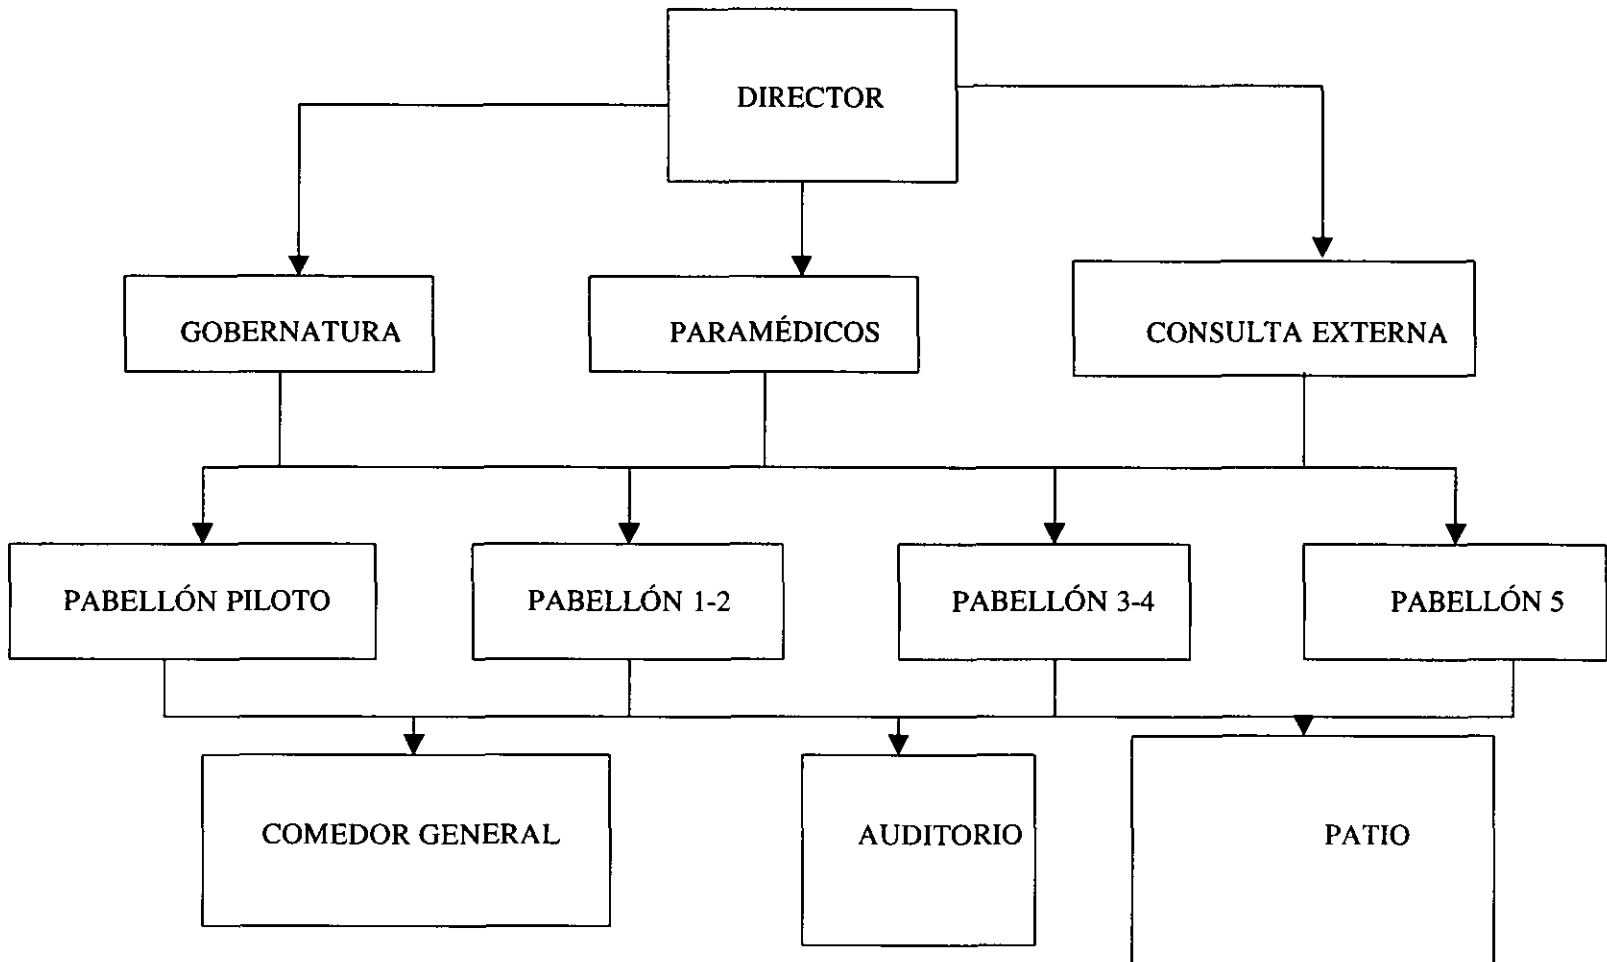 DIRECTOR
GOBERNATURA
PARAMÉDICOS
CONSULTA EXTERNA
PABELLÓN PILOTO
PABELLÓN 1-2
PABELLÓN 3-4
PABELLÓN 5
COMEDOR GENERAL
AUDITORIO
PATIO